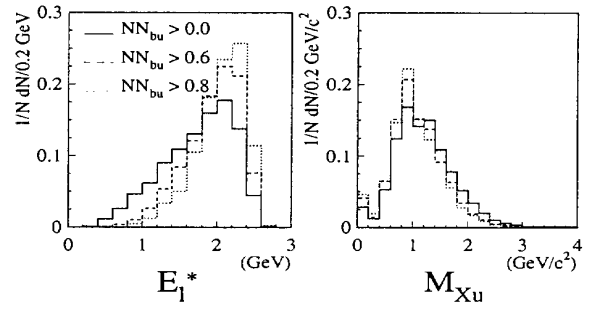 1/N dN/0.2 GeV
0.3
0.2
0.1
0
NN_bu > 0.0
NN_bu > 0.6
NN_bu > 0.8
0 1 2 3
(GeV)
E_l*
1/N dN/0.2 GeV/c²
0.3
0.2
0.1
0
0 1 2 3 4
(GeV/c²)
M_Xu